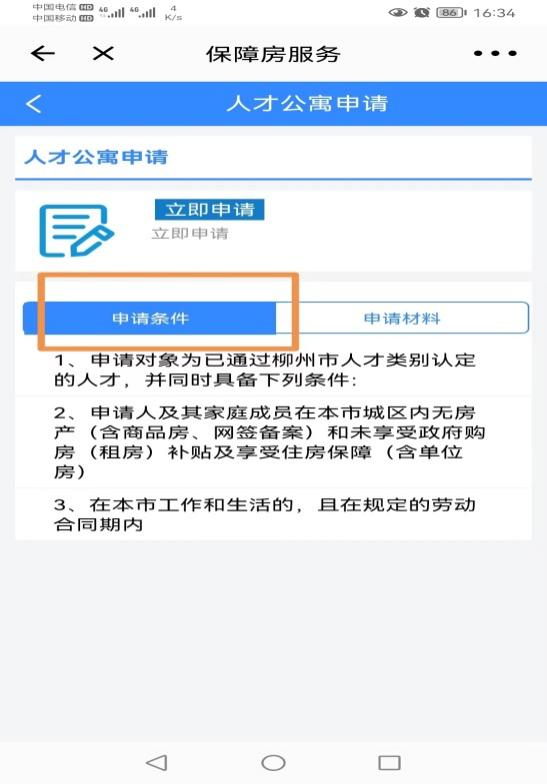 中国电信 HD 4G 4G 4
中国移动 HD K/s 86 16:34
保障房服务
人才公寓申请
人才公寓申请
立即申请
立即申请
申请条件 申请材料
1、申请对象为已通过柳州市人才类别认定
的人才，并同时具备下列条件:
2、申请人及其家庭成员在本市城区内无房
产（含商品房、网签备案）和未享受政府购
房（租房）补贴及享受住房保障（含单位
房）
3、在本市工作和生活的，且在规定的劳动
合同期内